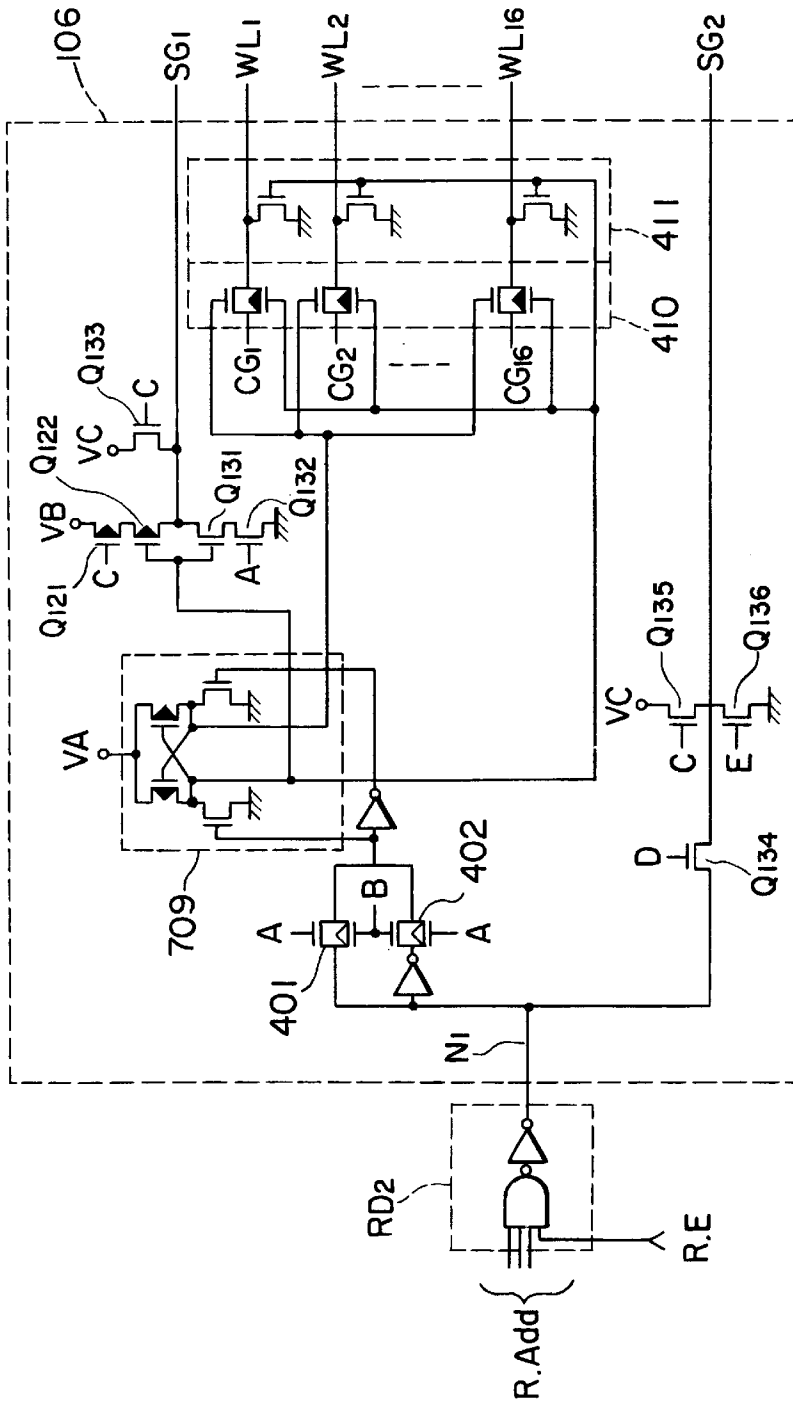 106
SG1
WL1
WL2
WL16
SG2
411
410
CG1
CG2
CG16
Q133
C
VC
Q122
VB
Q131
Q132
Q121
C
A
VA
709
Q135
Q136
VC
C
E
D
Q134
402
B
A
A
401
N1
RD2
R.E
R.Add